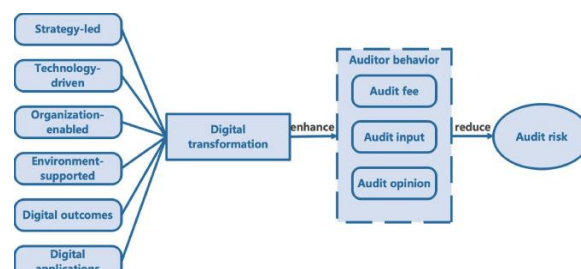 Strategy-led
Technology-
driven
Organization-
enabled
Environment-
supported
Digital outcomes
Digital
applications
Digital
transformation
enhance
Auditor behavior
Audit fee
Audit input
Audit opinion
reduce
Audit risk